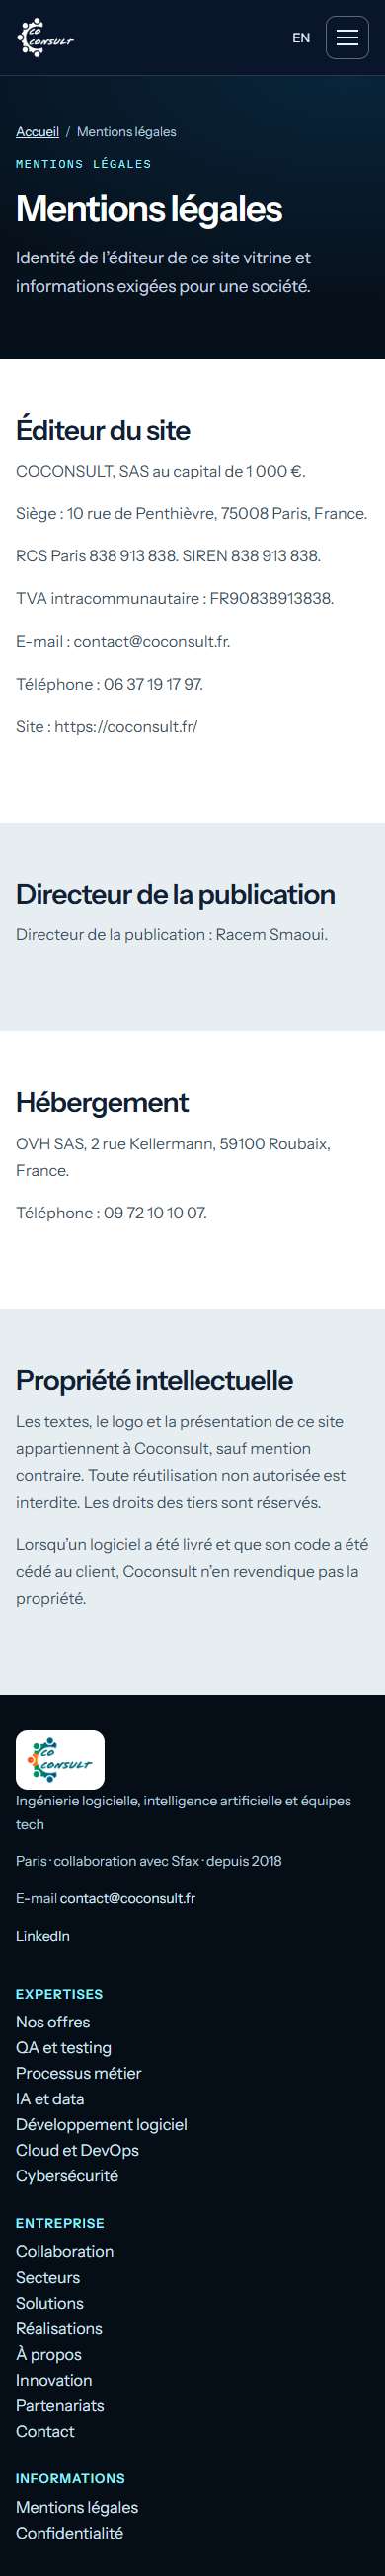 CO
CONSULT
EN
Accueil / Mentions légales
MENTIONS LÉGALES
Mentions légales
Identité de l’éditeur de ce site vitrine et
informations exigées pour une société.
Éditeur du site
COCONSULT, SAS au capital de 1 000 €.
Siège : 10 rue de Penthièvre, 75008 Paris, France.
RCS Paris 838 913 838. SIREN 838 913 838.
TVA intracommunautaire : FR90838913838.
E-mail : contact@coconsult.fr.
Téléphone : 06 37 19 17 97.
Site : https://coconsult.fr/
Directeur de la publication
Directeur de la publication : Racem Smaoui.
Hébergement
OVH SAS, 2 rue Kellermann, 59100 Roubaix,
France.
Téléphone : 09 72 10 10 07.
Propriété intellectuelle
Les textes, le logo et la présentation de ce site
appartiennent à Coconsult, sauf mention
contraire. Toute réutilisation non autorisée est
interdite. Les droits des tiers sont réservés.
Lorsqu’un logiciel a été livré et que son code a été
cédé au client, Coconsult n’en revendique pas la
propriété.
CO
CONSULT
Ingénierie logicielle, intelligence artificielle et équipes
tech
Paris · collaboration avec Sfax · depuis 2018
E-mail contact@coconsult.fr
LinkedIn
EXPERTISES
Nos offres
QA et testing
Processus métier
IA et data
Développement logiciel
Cloud et DevOps
Cybersécurité
ENTREPRISE
Collaboration
Secteurs
Solutions
Réalisations
À propos
Innovation
Partenariats
Contact
INFORMATIONS
Mentions légales
Confidentialité